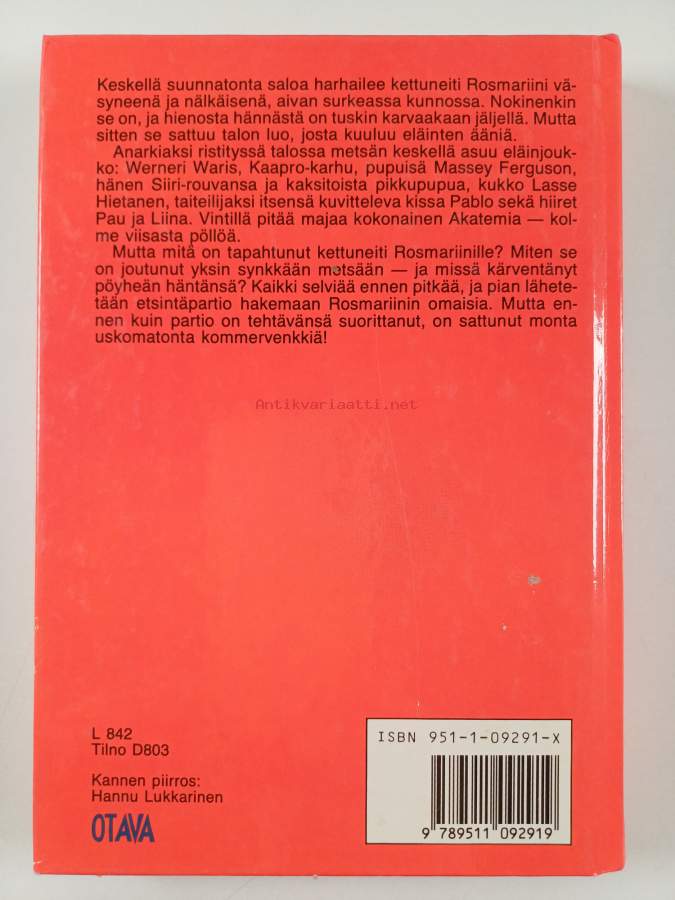 Keskellä suunnatonta saloa harhailee kettuneiti Rosmariini vä-
syneenä ja nälkäisenä, aivan surkeassa kunnossa. Nokinenkin
se on, ja hienosta hännästä on tuskin karvaakaan jäljellä. Mutta
sitten se sattuu talon luo, josta kuuluu eläinten ääniä.
Anarkiaksi ristityssä talossa metsän keskellä asuu eläinjouk-
ko: Werneri Waris, Kaapro-karhu, pupuisä Massey Ferguson,
hänen Siiri-rouvansa ja kaksitoista pikkupupua, kukko Lasse
Hietanen, taiteilijaksi itsensä kuvitteleva kissa Pablo sekä hiiret
Pau ja Liina. Vintillä pitää majaa kokonainen Akatemia — kol-
me viisasta pöllöä.
Mutta mitä on tapahtunut kettuneiti Rosmariinille? Miten se
on joutunut yksin synkkään metsään — ja missä kärventänyt
pöyheän häntänsä? Kaikki selviää ennen pitkää, ja pian lähete-
tään etsintäpartio hakemaan Rosmariinin omaisia. Mutta en-
nen kuin partio on tehtävänsä suorittanut, on sattunut monta
uskomatonta kommervenkkiä!
Antikvariaatti.net
L 842
Tilno D803
Kannen piirros:
Hannu Lukkarinen
OTAVA
ISBN 951-1-09291-X
9 789511 092919